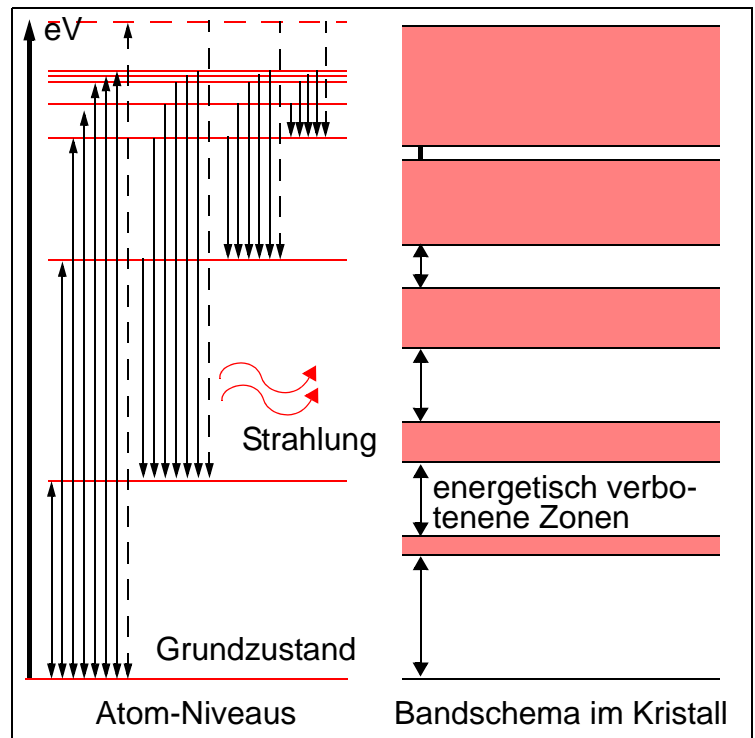 eV
Strahlung
energetisch verbo-
tenene Zonen
Grundzustand
Atom-Niveaus
Bandschema im Kristall